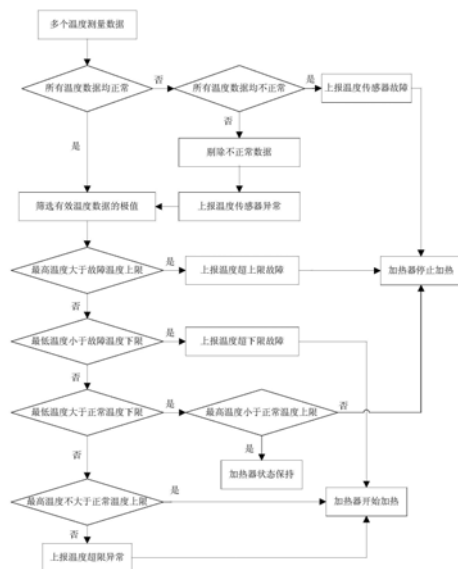 多个温度测量数据
所有温度数据均正常
否
所有温度数据均不正常
是
上报温度传感器故障
是
否
剔除不正常数据
筛选有效温度数据的极值
上报温度传感器异常
最高温度大于故障温度上限
是
上报温度超上限故障
加热器停止加热
否
最低温度小于故障温度下限
是
上报温度超下限故障
否
最低温度大于正常温度下限
是
最高温度小于正常温度上限
否
否
是
加热器状态保持
最高温度不大于正常温度上限
是
加热器开始加热
否
上报温度超限异常